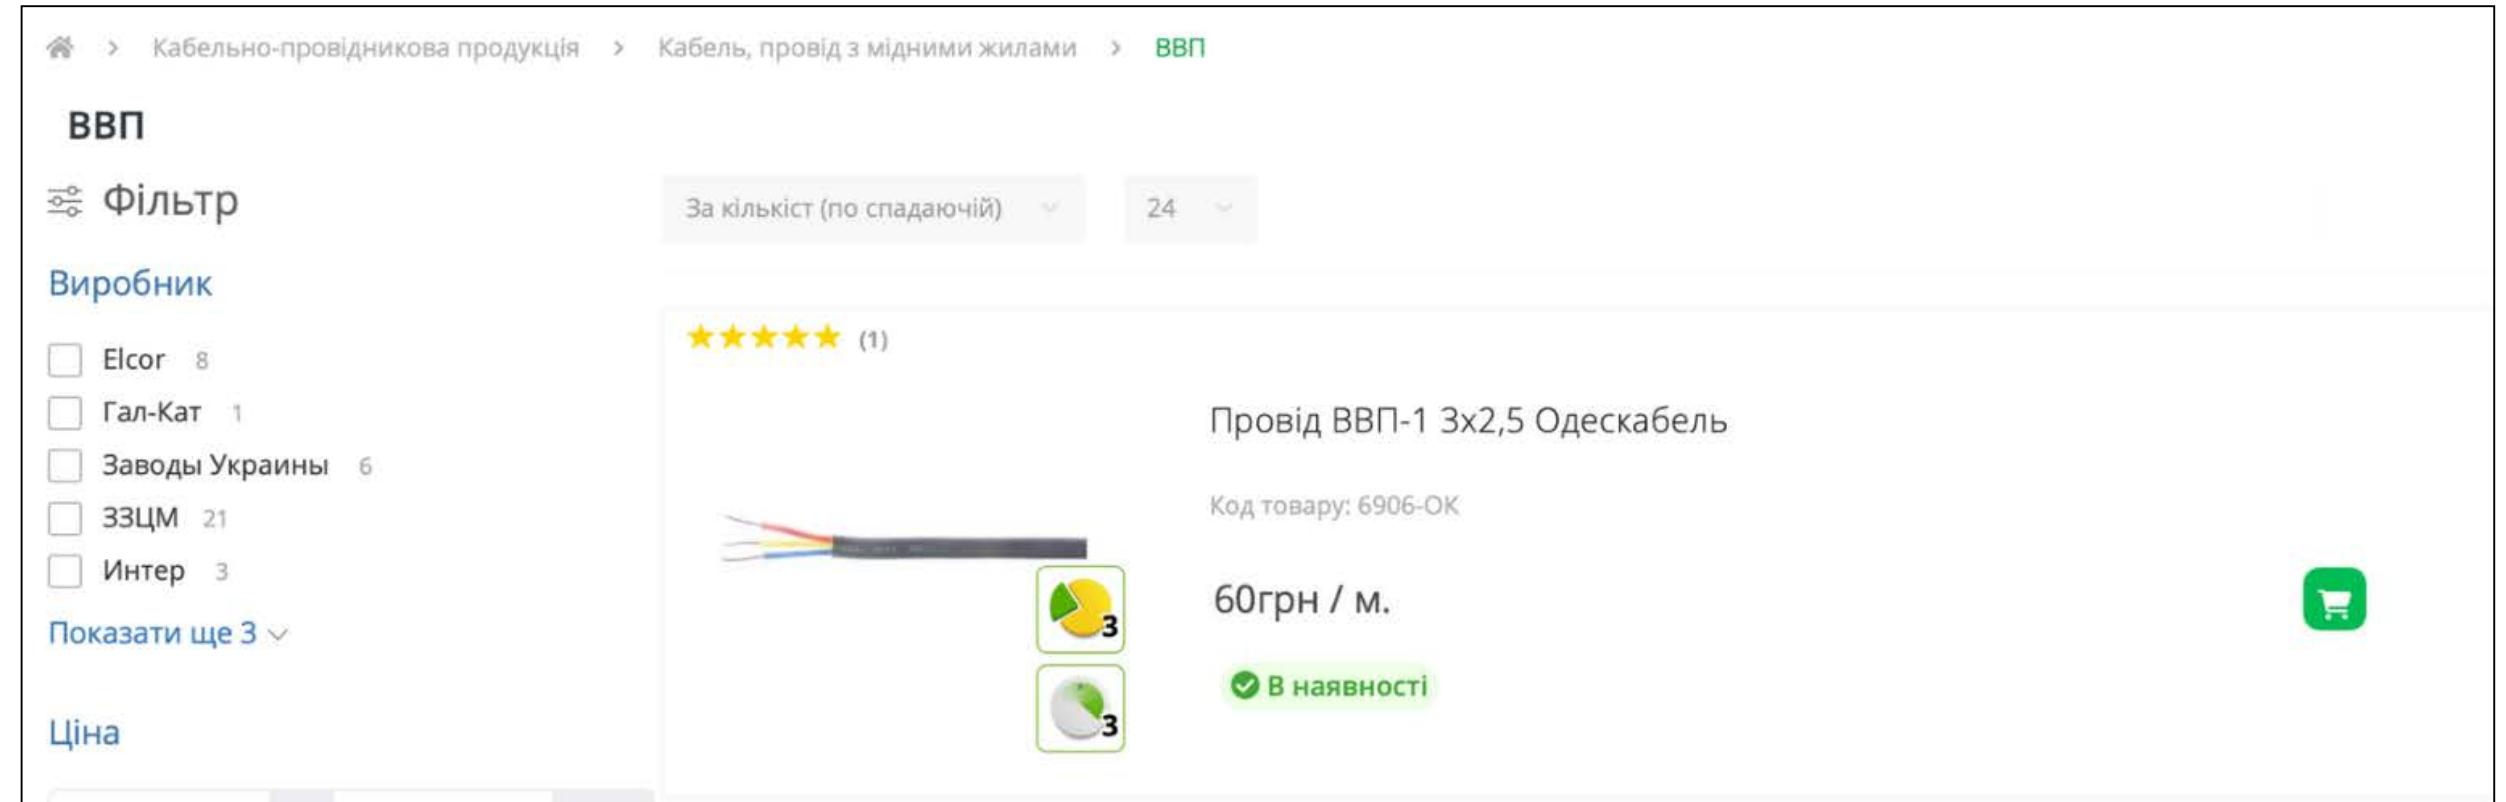 Кабельно-провідникова продукція > Кабель, провід з мідними жилами > ВВП
ВВП
Фільтр
За кількіст (по спадаючій) 24
Виробник
Elcor 8
Гал-Кат 1
Заводы Украины 6
ЗЗЦМ 21
Интер 3
Показати ще 3
Ціна
(1)
Провід ВВП-1 3х2,5 Одескабель
Код товару: 6906-ОК
60грн / м.
В наявності
3
3